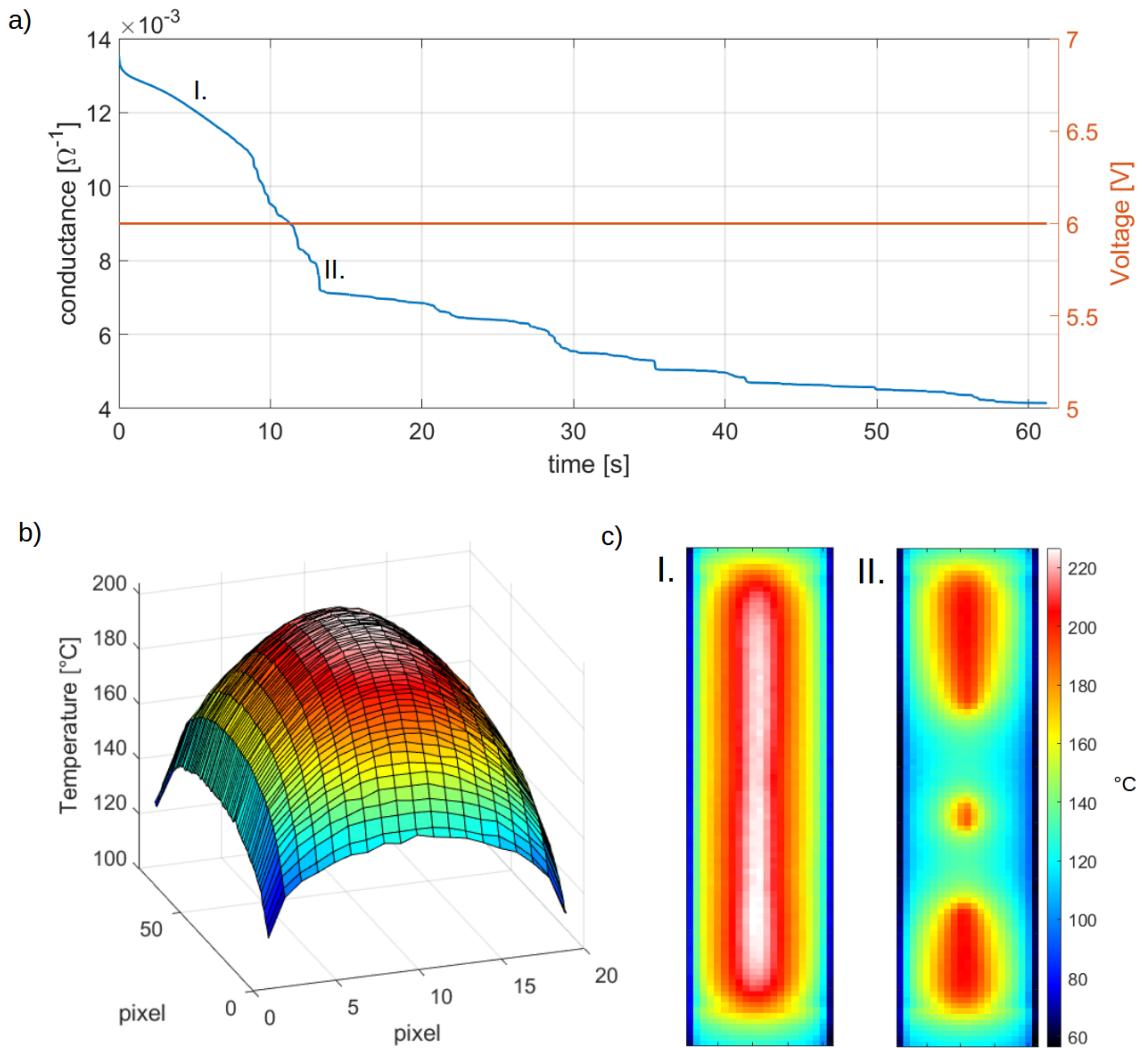 a)
×10⁻³
14
12
10
8
6
4
conductance [Ω⁻¹]
I.
II.
7
6.5
6
5.5
5
Voltage [V]
0
10
20
30
40
50
60
time [s]
b)
200
180
160
140
120
100
Temperature [°C]
50
0
pixel
0
5
10
15
20
pixel
c)
I.
II.
220
200
180
160
140
120
100
80
60
°C